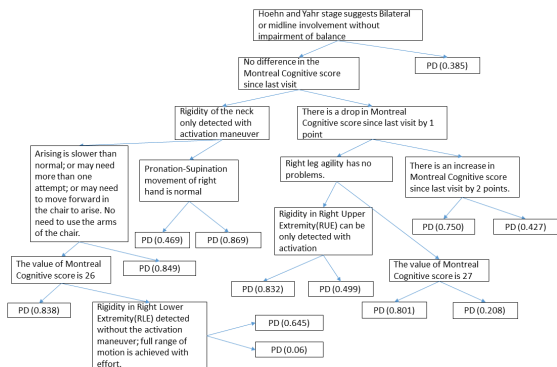 Hoehn and Yahr stage suggests Bilateral
or midline involvement without
impairment of balance
No difference in the
Montreal Cognitive score
since last visit
PD (0.385)
Rigidity of the neck
only detected with
activation maneuver
There is a drop in Montreal
Cognitive score since last visit by 1
point
Arising is slower than
normal; or may need
more than one
attempt; or may need
to move forward in
the chair to arise. No
need to use the arms
of the chair.
Pronation-Supination
movement of right
hand is normal
Right leg agility has no
problems.
There is an increase in
Montreal Cognitive score
since last visit by 2 points.
PD (0.469)
PD (0.869)
Rigidity in Right Upper
Extremity(RUE) can be
only detected with
activation
PD (0.750)
PD (0.427)
The value of Montreal
Cognitive score is 26
PD (0.849)
The value of Montreal
Cognitive score is 27
PD (0.838)
Rigidity in Right Lower
Extremity(RLE) detected
without the activation
maneuver; full range of
motion is achieved with
effort.
PD (0.832)
PD (0.499)
PD (0.801)
PD (0.208)
PD (0.645)
PD (0.06)